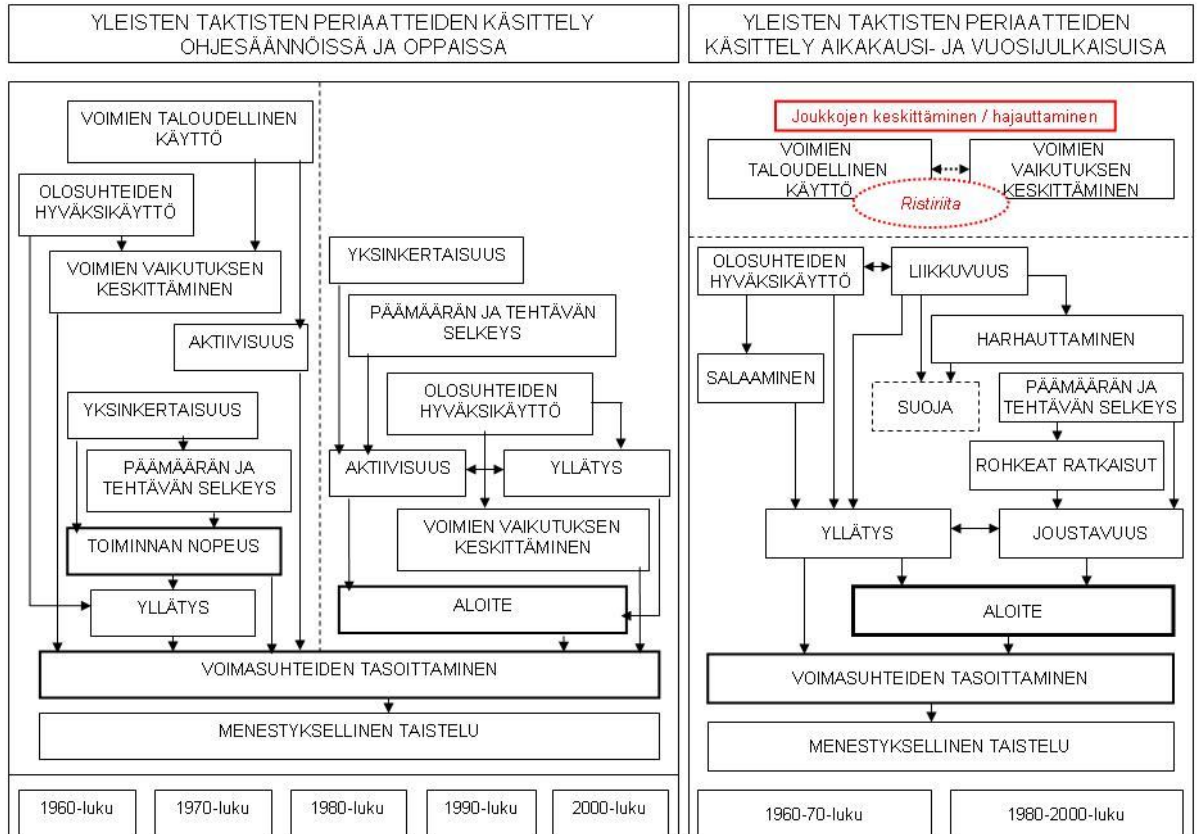 YLEISTEN TAKTISTEN PERIAATTEIDEN KÄSITTELY
OHJESÄÄNNÖISSÄ JA OPPAISSA
VOIMIEN TALOUDELLINEN
KÄYTTÖ
OLOSUHTEIDEN
HYVÄKSIKÄYTTÖ
VOIMIEN VAIKUTUKSEN
KESKITTÄMINEN
AKTIIVISUUS
YKSINKERTAISUUS
PÄÄMÄÄRÄN JA
TEHTÄVÄN SELKEYS
TOIMINNAN NOPEUS
YLLÄTYS
YKSINKERTAISUUS
PÄÄMÄÄRÄN JA TEHTÄVÄN
SELKEYS
OLOSUHTEIDEN
HYVÄKSIKÄYTTÖ
AKTIIVISUUS
YLLÄTYS
VOIMIEN VAIKUTUKSEN
KESKITTÄMINEN
ALOITE
VOIMASUHTEIDEN TASOITTAMINEN
MENESTYKSELLINEN TAISTELU
1960-luku
1970-luku
1980-luku
1990-luku
2000-luku
YLEISTEN TAKTISTEN PERIAATTEIDEN
KÄSITTELY AIKAKAUSI- JA VUOSIJULKAISUISA
Joukkojen keskittäminen / hajauttaminen
VOIMIEN
TALOUDELLINEN
KÄYTTÖ
VOIMIEN
VAIKUTUKSEN
KESKITTÄMINEN
Ristiriita
OLOSUHTEIDEN
HYVÄKSIKÄYTTÖ
LIIKKUVUUS
HARHAUTTAMINEN
SALAAMINEN
SUOJA
PÄÄMÄÄRÄN JA
TEHTÄVÄN SELKEYS
ROHKEAT RATKAISUT
YLLÄTYS
JOUSTAVUUS
ALOITE
VOIMASUHTEIDEN TASOITTAMINEN
MENESTYKSELLINEN TAISTELU
1960-70-luku
1980-2000-luku